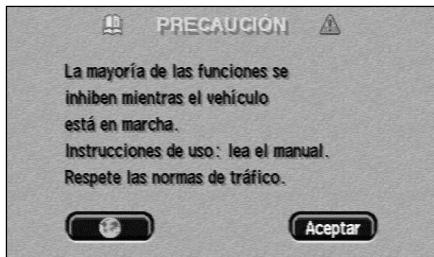 PRECAUCIÓN
La mayoría de las funciones se
inhiben mientras el vehículo
está en marcha.
Instrucciones de uso: lea el manual.
Respete las normas de tráfico.
Aceptar